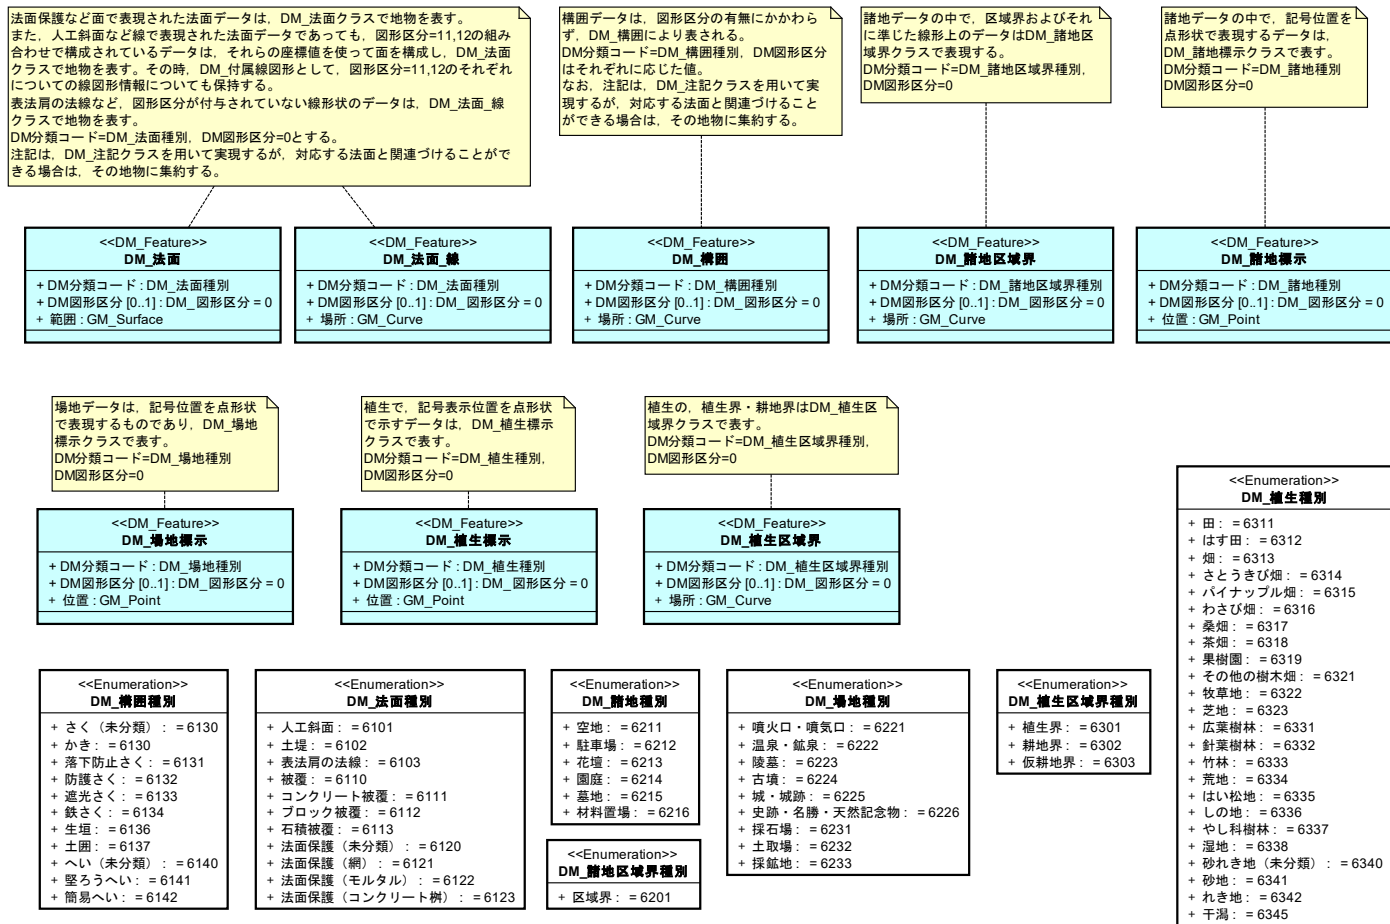 法面保護など面で表現された法面データは，DM_法面クラスで地物を表す。
また，人工斜面など線で表現された法面データであっても，図形区分=11,12の組み
合わせで構成されているデータは，それらの座標値を使って面を構成し，DM_法面
クラスで地物を表す。その時，DM_付属線図形として，図形区分=11,12のそれぞれ
についての線図形情報についても保持する。
表法肩の法線など，図形区分が付与されていない線形状のデータは，DM_法面_線
クラスで地物を表す。
DM分類コード=DM_法面種別，DM図形区分=0とする。
注記は，DM_注記クラスを用いて実現するが，対応する法面と関連づけることがで
きる場合は，その地物に集約する。
構囲データは，図形区分の有無にかかわら
ず，DM_構囲により表される。
DM分類コード=DM_構囲種別，DM図形区分
はそれぞれに応じた値。
なお，注記は，DM_注記クラスを用いて実
現するが，対応する法面と関連づけること
ができる場合は，その地物に集約する。
諸地データの中で，区域界およびそれ
に準じた線形上のデータはDM_諸地区
域界クラスで表現する。
DM分類コード=DM_諸地区域界種別，
DM図形区分=0
諸地データの中で，記号位置を
点形状で表現するデータは，
DM_諸地標示クラスで表す。
DM分類コード=DM_諸地種別
DM図形区分=0
<<DM_Feature>>
DM_法面
+ DM分類コード : DM_法面種別
+ DM図形区分 [0..1] : DM_図形区分 = 0
+ 範囲 : GM_Surface
<<DM_Feature>>
DM_法面_線
+ DM分類コード : DM_法面種別
+ DM図形区分 [0..1] : DM_図形区分 = 0
+ 場所 : GM_Curve
<<DM_Feature>>
DM_構囲
+ DM分類コード : DM_構囲種別
+ DM図形区分 [0..1] : DM_図形区分 = 0
+ 場所 : GM_Curve
<<DM_Feature>>
DM_諸地区域界
+ DM分類コード : DM_諸地区域界種別
+ DM図形区分 [0..1] : DM_図形区分 = 0
+ 場所 : GM_Curve
<<DM_Feature>>
DM_諸地標示
+ DM分類コード : DM_諸地種別
+ DM図形区分 [0..1] : DM_図形区分 = 0
+ 位置 : GM_Point
場地データは，記号位置を点形状
で表現するものであり，DM_場地
標示クラスで表す。
DM分類コード=DM_場地種別
DM図形区分=0
植生で，記号表示位置を点形状
で示すデータは，DM_植生標示
クラスで表す。
DM分類コード=DM_植生種別，
DM図形区分=0
植生の，植生界・耕地界はDM_植生区
域界クラスで表す。
DM分類コード=DM_植生区域界種別，
DM図形区分=0
<<DM_Feature>>
DM_場地標示
+ DM分類コード : DM_場地種別
+ DM図形区分 [0..1] : DM_図形区分 = 0
+ 位置 : GM_Point
<<DM_Feature>>
DM_植生標示
+ DM分類コード : DM_植生種別
+ DM図形区分 [0..1] : DM_図形区分 = 0
+ 位置 : GM_Point
<<DM_Feature>>
DM_植生区域界
+ DM分類コード : DM_植生区域界種別
+ DM図形区分 [0..1] : DM_図形区分 = 0
+ 場所 : GM_Curve
<<Enumeration>>
DM_植生種別
+ 田 : = 6311
+ はす田 : = 6312
+ 畑 : = 6313
+ さとうきび畑 : = 6314
+ パイナップル畑 : = 6315
+ わさび畑 : = 6316
+ 桑畑 : = 6317
+ 茶畑 : = 6318
+ 果樹園 : = 6319
+ その他の樹木畑 : = 6321
+ 牧草地 : = 6322
+ 芝地 : = 6323
+ 広葉樹林 : = 6331
+ 針葉樹林 : = 6332
+ 竹林 : = 6333
+ 荒地 : = 6334
+ はい松地 : = 6335
+ しの地 : = 6336
+ やし科樹林 : = 6337
+ 湿地 : = 6338
+ 砂れき地（未分類） : = 6340
+ 砂地 : = 6341
+ れき地 : = 6342
+ 干潟 : = 6345
<<Enumeration>>
DM_構囲種別
+ さく（未分類） : = 6130
+ かき : = 6130
+ 落下防止さく : = 6131
+ 防護さく : = 6132
+ 遮光さく : = 6133
+ 鉄さく : = 6134
+ 生垣 : = 6136
+ 土囲 : = 6137
+ へい（未分類） : = 6140
+ 堅ろうへい : = 6141
+ 簡易へい : = 6142
<<Enumeration>>
DM_法面種別
+ 人工斜面 : = 6101
+ 土堤 : = 6102
+ 表法肩の法線 : = 6103
+ 被覆 : = 6110
+ コンクリート被覆 : = 6111
+ ブロック被覆 : = 6112
+ 石積被覆 : = 6113
+ 法面保護（未分類） : = 6120
+ 法面保護（網） : = 6121
+ 法面保護（モルタル） : = 6122
+ 法面保護（コンクリート桝） : = 6123
<<Enumeration>>
DM_諸地種別
+ 空地 : = 6211
+ 駐車場 : = 6212
+ 花壇 : = 6213
+ 園庭 : = 6214
+ 墓地 : = 6215
+ 材料置場 : = 6216
<<Enumeration>>
DM_諸地区域界種別
+ 区域界 : = 6201
<<Enumeration>>
DM_場地種別
+ 噴火口・噴気口 : = 6221
+ 温泉・鉱泉 : = 6222
+ 陵墓 : = 6223
+ 古墳 : = 6224
+ 城・城跡 : = 6225
+ 史跡・名勝・天然記念物 : = 6226
+ 採石場 : = 6231
+ 土取場 : = 6232
+ 採鉱地 : = 6233
<<Enumeration>>
DM_植生区域界種別
+ 植生界 : = 6301
+ 耕地界 : = 6302
+ 仮耕地界 : = 6303